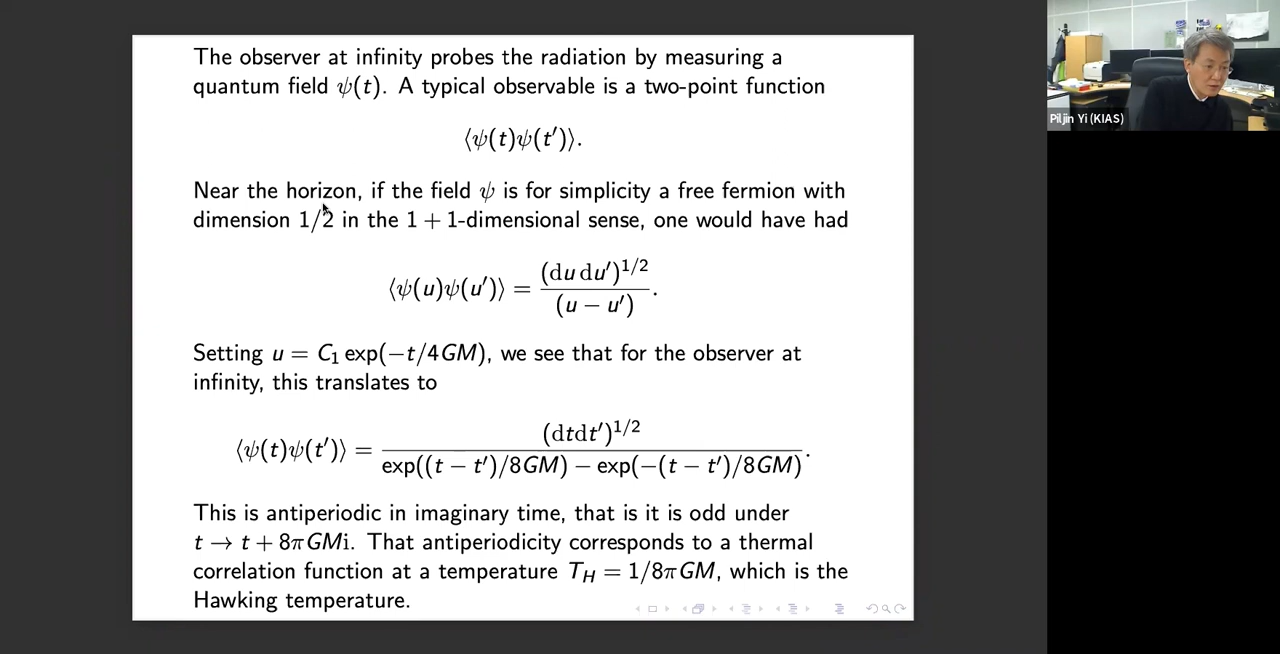 The observer at infinity probes the radiation by measuring a
quantum field ψ(t). A typical observable is a two-point function
⟨ψ(t)ψ(t′)⟩.
Near the horizon, if the field ψ is for simplicity a free fermion with
dimension 1/2 in the 1 + 1-dimensional sense, one would have had
⟨ψ(u)ψ(u′)⟩ = (du du′)^{1/2} / (u − u′).
Setting u = C₁ exp(−t/4GM), we see that for the observer at
infinity, this translates to
⟨ψ(t)ψ(t′)⟩ = (dtdt′)^{1/2} / exp((t − t′)/8GM) − exp(−(t − t′)/8GM).
This is antiperiodic in imaginary time, that is it is odd under
t → t + 8πGMi. That antiperiodicity corresponds to a thermal
correlation function at a temperature T_H = 1/8πGM, which is the
Hawking temperature.
Piljin Yi (KIAS)